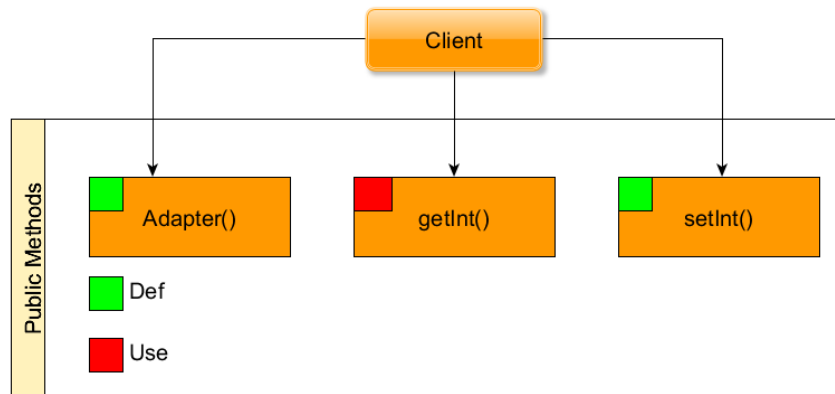 Client
Public Methods
Adapter()
getInt()
setInt()
Def
Use